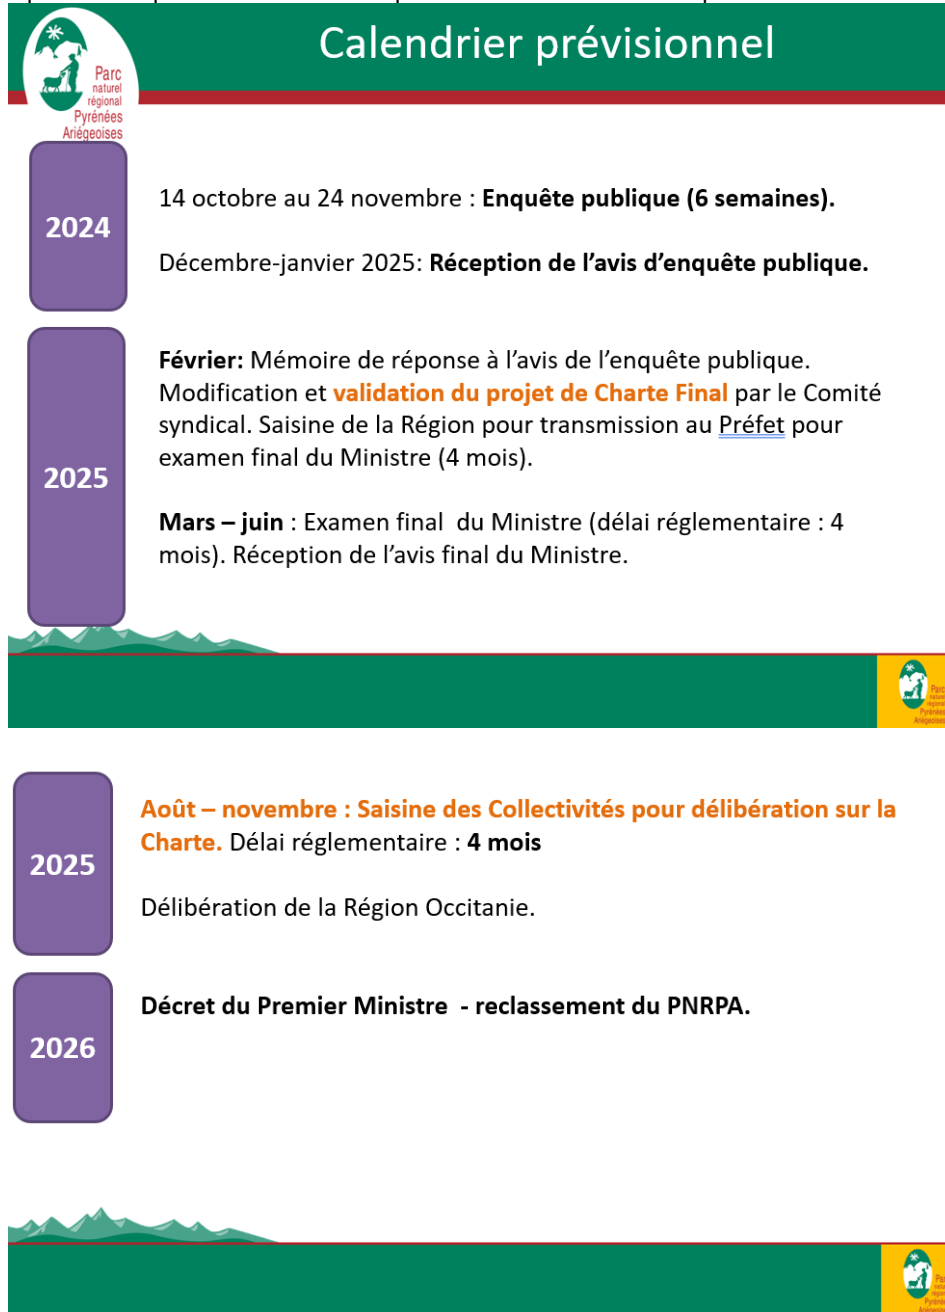 Calendrier prévisionnel
Parc
naturel
régional
Pyrénées
Ariégeoises
2024
14 octobre au 24 novembre : Enquête publique (6 semaines).
Décembre-janvier 2025: Réception de l’avis d’enquête publique.
2025
Février: Mémoire de réponse à l’avis de l’enquête publique.
Modification et validation du projet de Charte Final par le Comité
syndical. Saisine de la Région pour transmission au Préfet pour
examen final du Ministre (4 mois).
Mars – juin : Examen final  du Ministre (délai réglementaire : 4
mois). Réception de l’avis final du Ministre.
Parc
naturel
régional
Pyrénées
Ariégeoises
2025
Août – novembre : Saisine des Collectivités pour délibération sur la
Charte. Délai réglementaire : 4 mois
Délibération de la Région Occitanie.
2026
Décret du Premier Ministre  - reclassement du PNRPA.